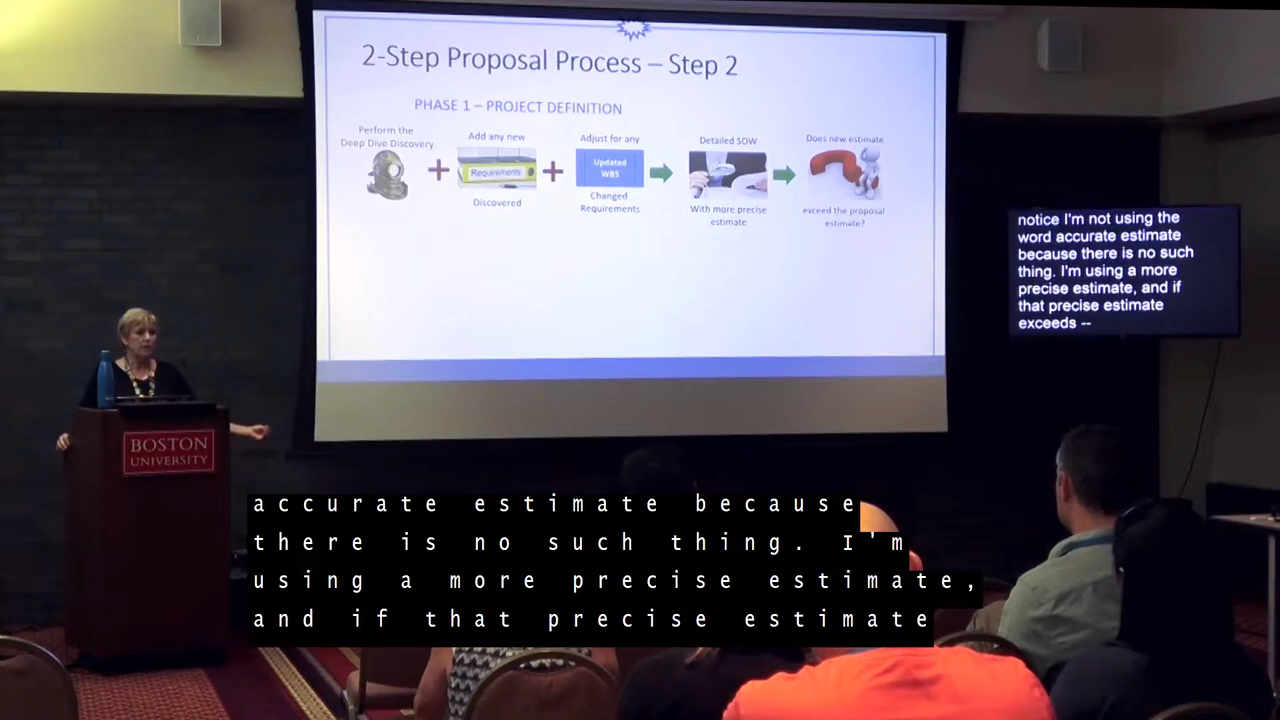 2-Step Proposal Process – Step 2
PHASE 1 – PROJECT DEFINITION
Perform the
Deep Dive Discovery
Add any new
Requirements
Discovered
Adjust for any
Updated
WBS
Changed
Requirements
Detailed SOW
With more precise
estimate
Does new estimate
exceed the proposal
estimate?
notice I'm not using the
word accurate estimate
because there is no such
thing. I'm using a more
precise estimate, and if
that precise estimate
exceeds --
BOSTON
UNIVERSITY
accurate estimate because
there is no such thing. I'm
using a more precise estimate,
and if that precise estimate